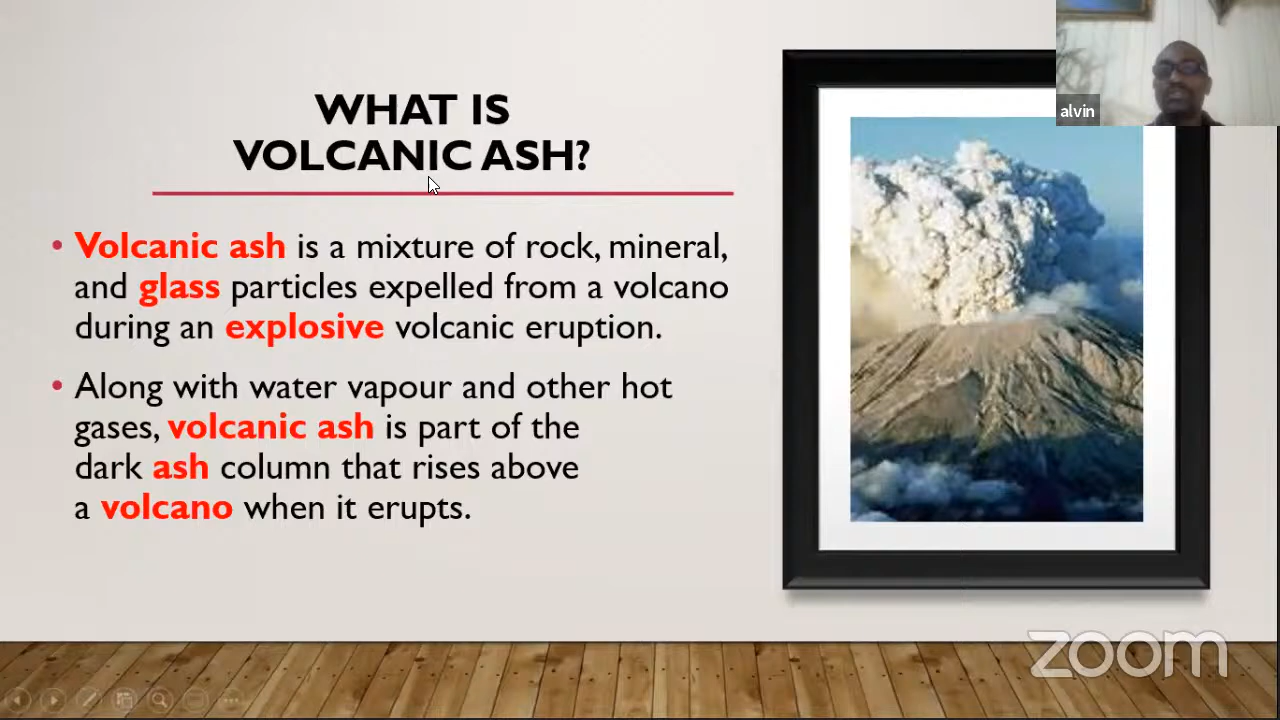 WHAT IS
VOLCANIC ASH?
• Volcanic ash is a mixture of rock, mineral,
and glass particles expelled from a volcano
during an explosive volcanic eruption.
• Along with water vapour and other hot
gases, volcanic ash is part of the
dark ash column that rises above
a volcano when it erupts.
alvin
zoom